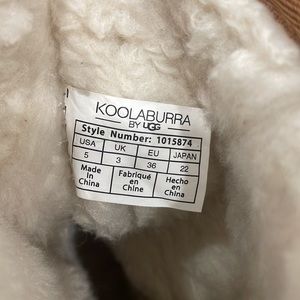 KOOLABURRA
BY UGG
Style Number: 1015874
USA UK EU JAPAN
5 3 36 22
Made in China Fabriqué en Chine Hecho en China